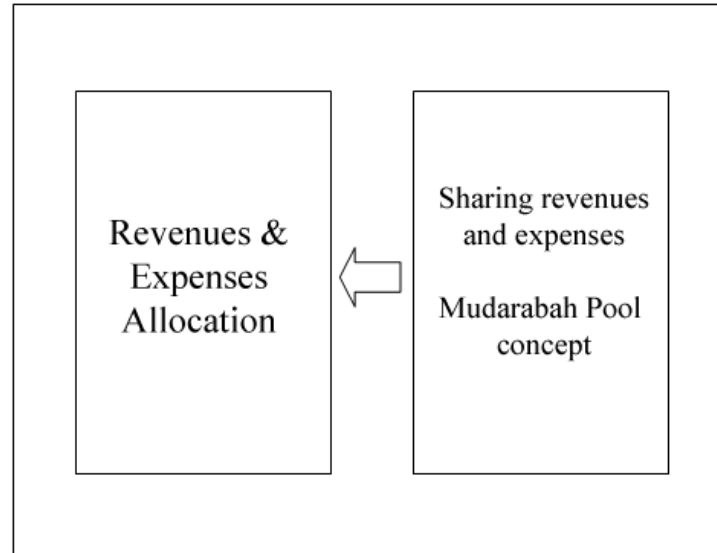 Revenues &
Expenses
Allocation
Sharing revenues
and expenses
Mudarabah Pool
concept